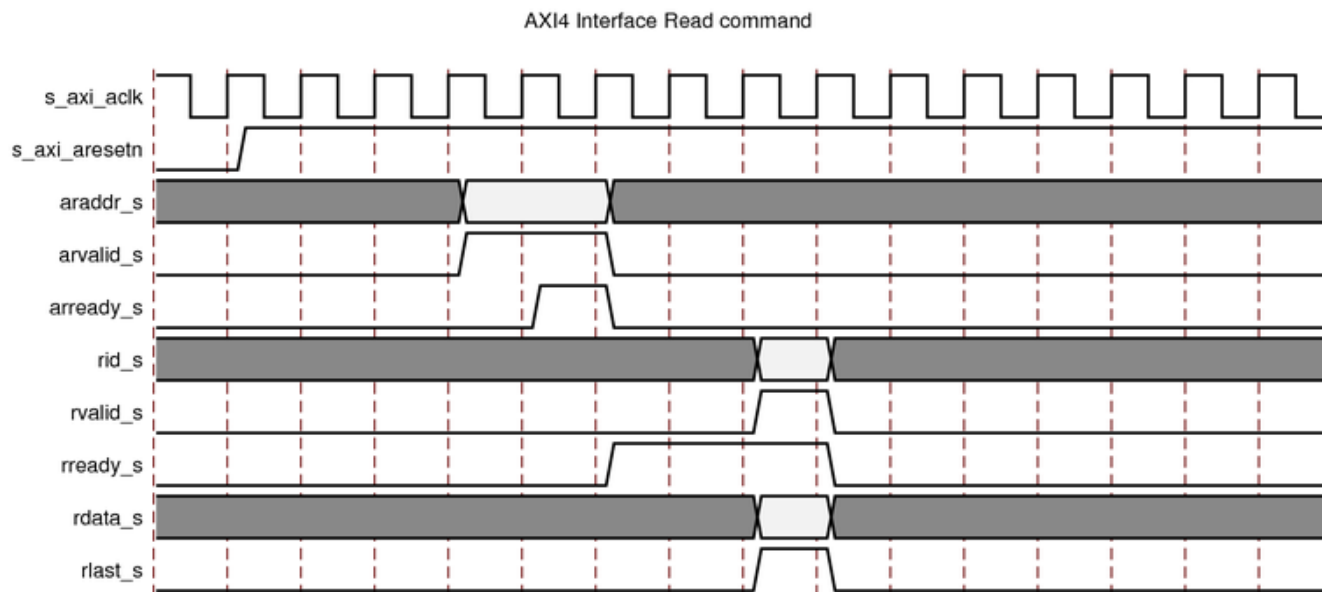 AXI4 Interface Read command
s_axi_aclk
s_axi_aresetn
araddr_s
arvalid_s
arready_s
rid_s
rvalid_s
rready_s
rdata_s
rlast_s